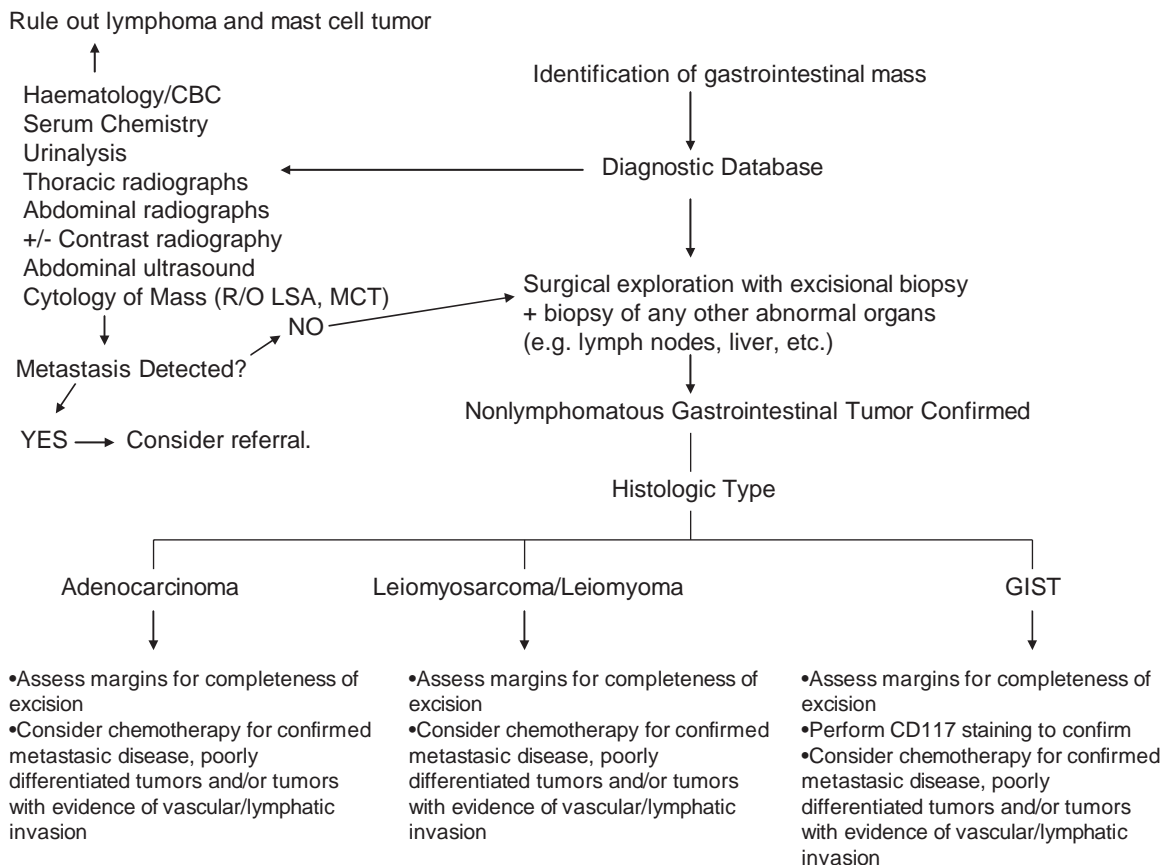 Rule out lymphoma and mast cell tumor
Identification of gastrointestinal mass
Haematology/CBC
Serum Chemistry
Urinalysis
Thoracic radiographs
Abdominal radiographs
+/- Contrast radiography
Abdominal ultrasound
Cytology of Mass (R/O LSA, MCT)
Diagnostic Database
Surgical exploration with excisional biopsy
+ biopsy of any other abnormal organs
(e.g. lymph nodes, liver, etc.)
NO
Metastasis Detected?
YES
Consider referral.
Nonlymphomatous Gastrointestinal Tumor Confirmed
Histologic Type
Adenocarcinoma
•Assess margins for completeness of
excision
•Consider chemotherapy for confirmed
metastasic disease, poorly
differentiated tumors and/or tumors
with evidence of vascular/lymphatic
invasion
Leiomyosarcoma/Leiomyoma
•Assess margins for completeness of
excision
•Consider chemotherapy for confirmed
metastasic disease, poorly
differentiated tumors and/or tumors
with evidence of vascular/lymphatic
invasion
GIST
•Assess margins for completeness of
excision
•Perform CD117 staining to confirm
•Consider chemotherapy for confirmed
metastasic disease, poorly
differentiated tumors and/or tumors
with evidence of vascular/lymphatic
invasion